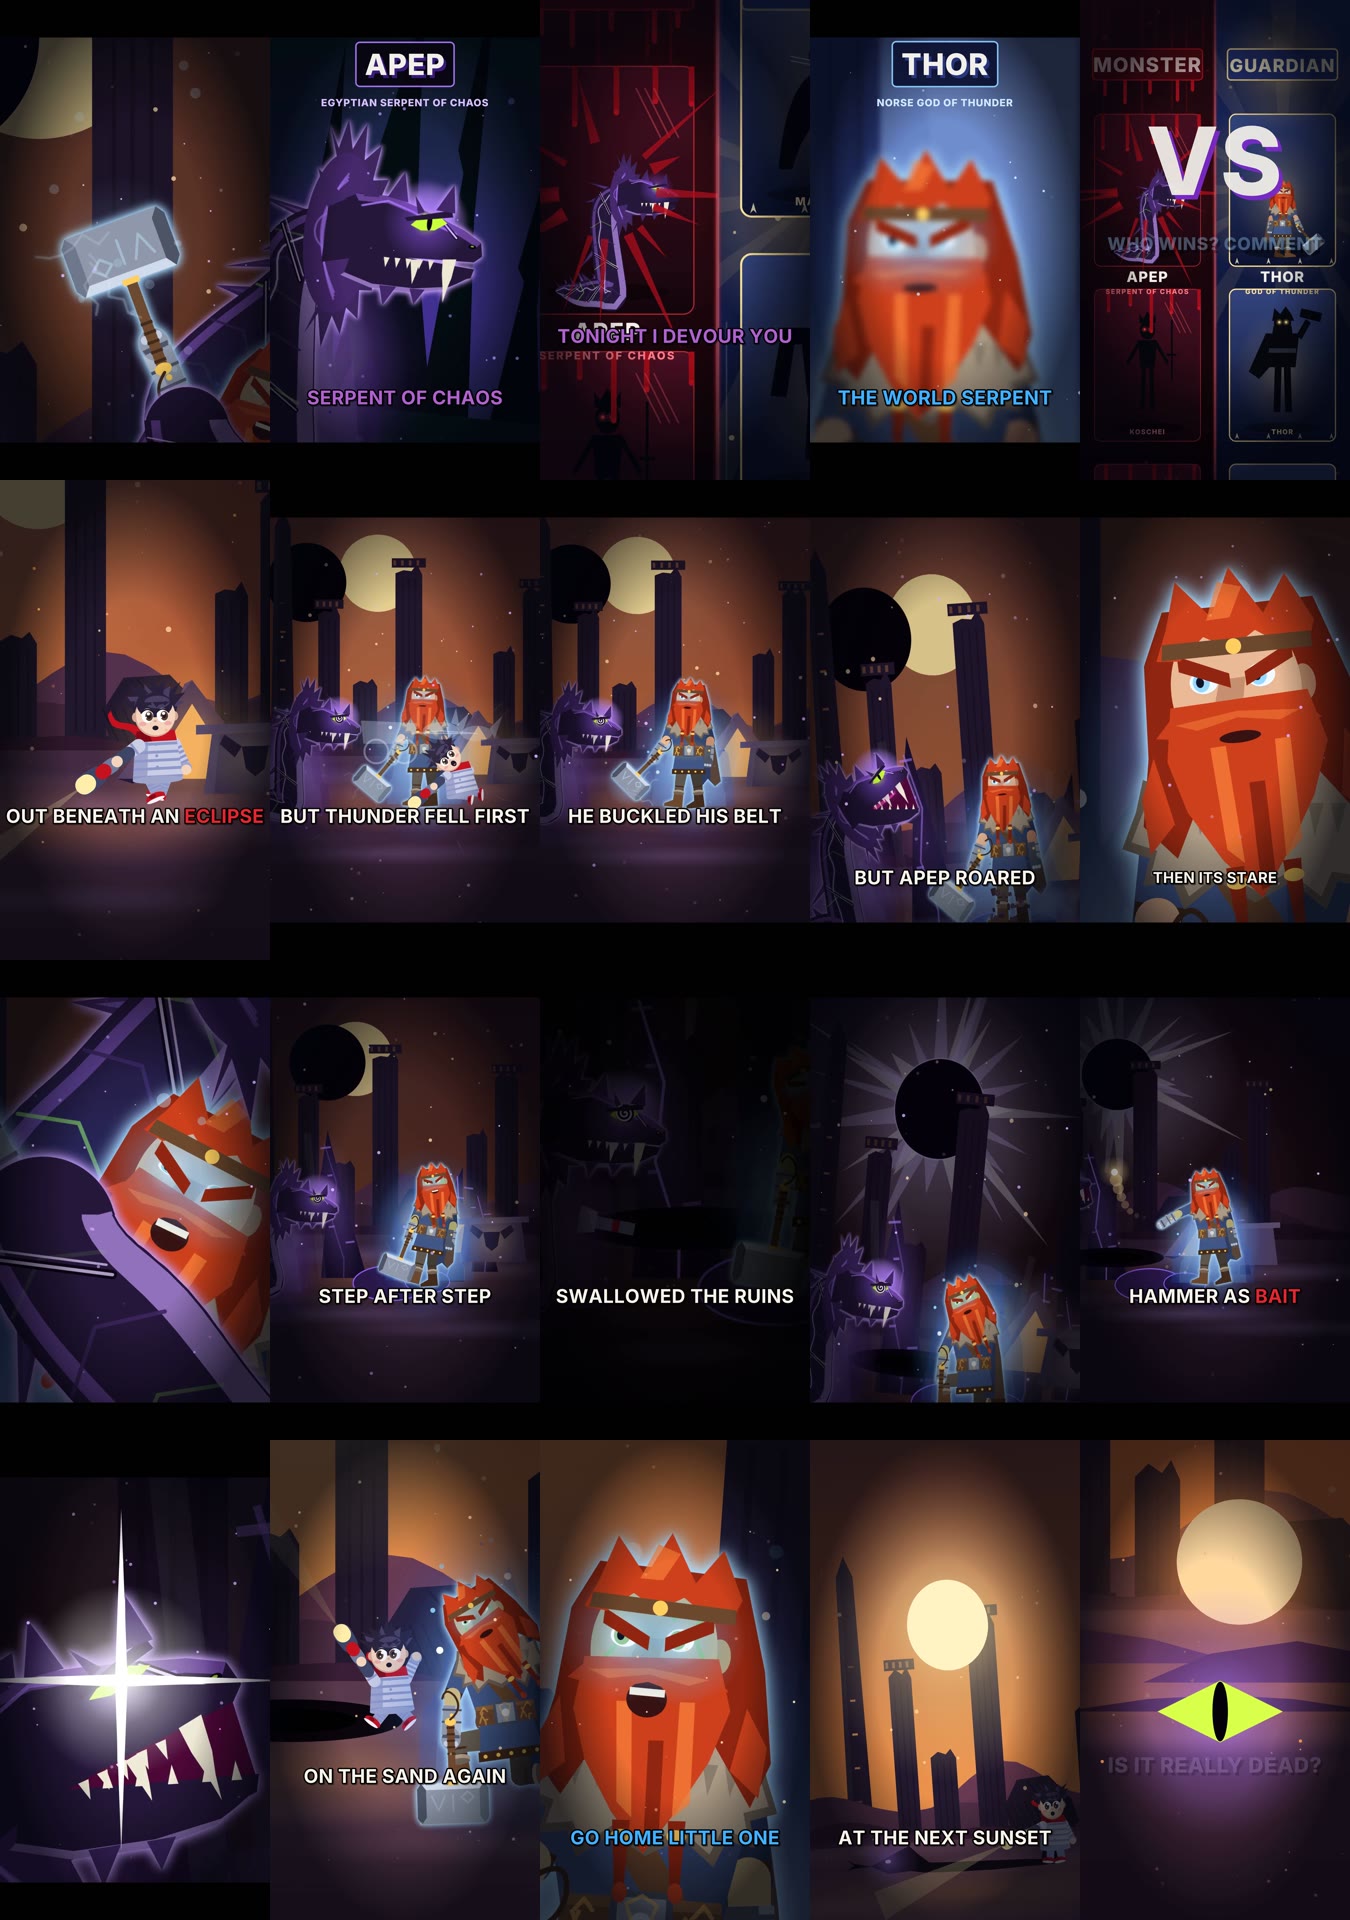 APEP
EGYPTIAN SERPENT OF CHAOS
SERPENT OF CHAOS
APEP
TONIGHT I DEVOUR YOU
SERPENT OF CHAOS
THOR
NORSE GOD OF THUNDER
THE WORLD SERPENT
MONSTER
GUARDIAN
VS
WHO WINS? COMMENT
APEP
SERPENT OF CHAOS
THOR
GOD OF THUNDER
KOSCHEI
THOR
OUT BENEATH AN ECLIPSE
BUT THUNDER FELL FIRST
HE BUCKLED HIS BELT
BUT APEP ROARED
THEN ITS STARE
STEP AFTER STEP
SWALLOWED THE RUINS
HAMMER AS BAIT
ON THE SAND AGAIN
GO HOME LITTLE ONE
AT THE NEXT SUNSET
IS IT REALLY DEAD?